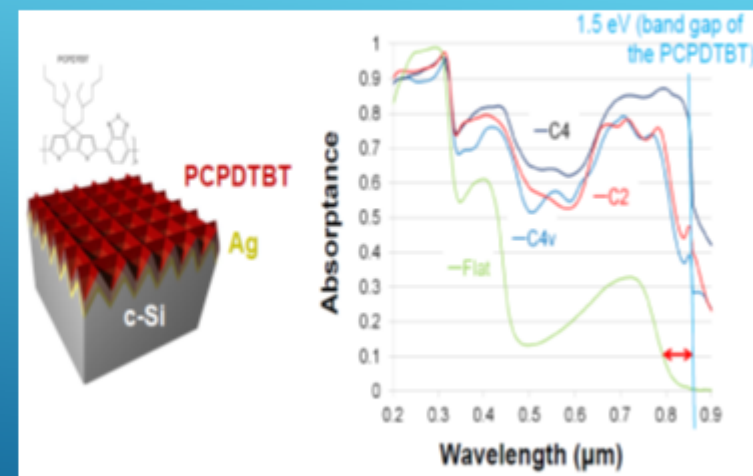 PCPDTBT
PCPDTBT
Ag
c-Si
1.5 eV (band gap of
the PCPDTBT)
Absorptance
1
0.9
0.8
0.7
0.6
0.5
0.4
0.3
0.2
0.1
0
C4
C2
C4v
Flat
0.2
0.3
0.4
0.5
0.6
0.7
0.8
0.9
Wavelength (μm)